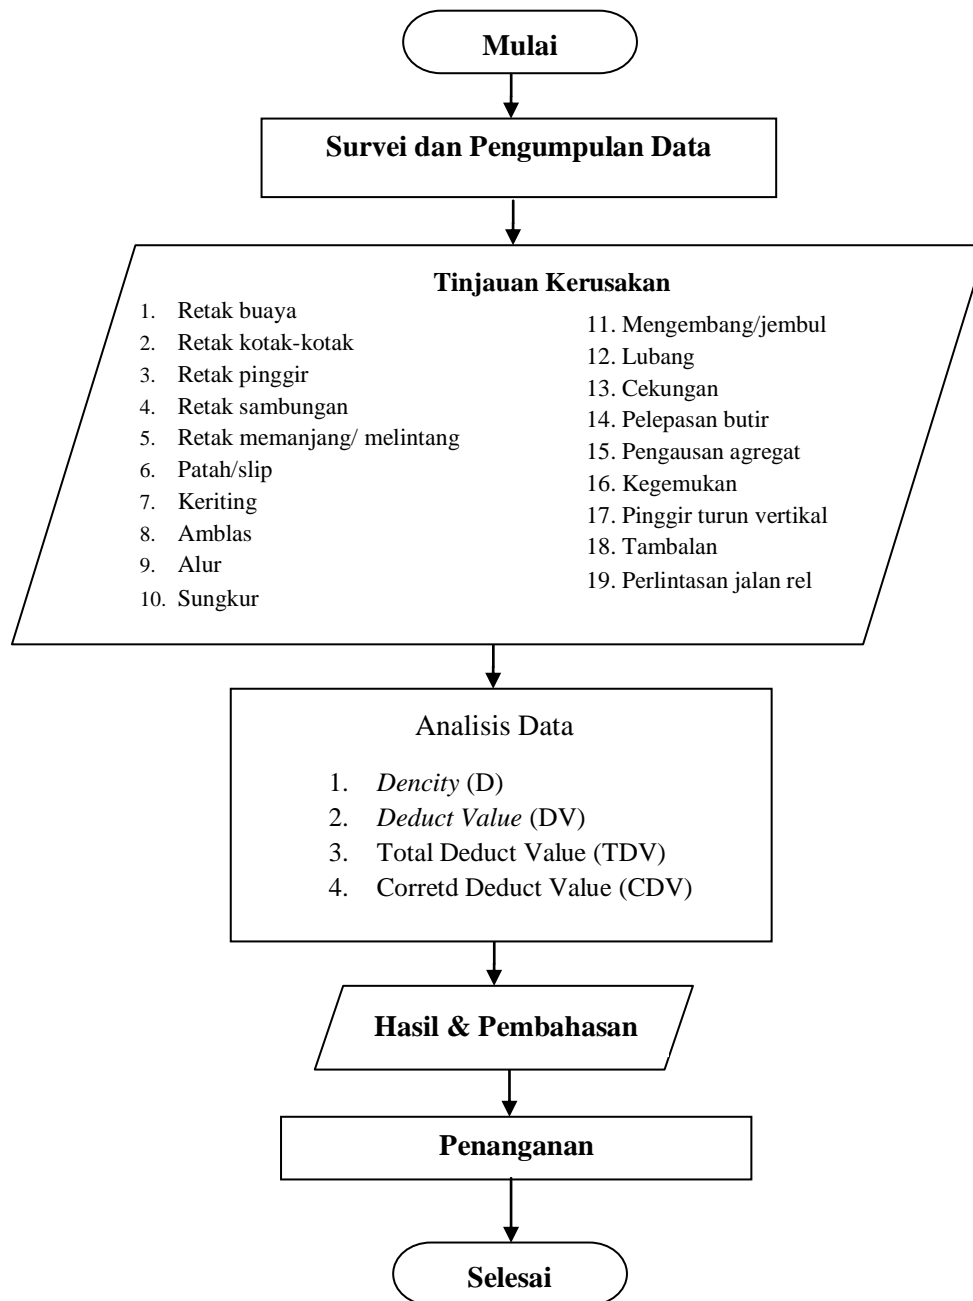 Mulai
Survei dan Pengumpulan Data
Tinjauan Kerusakan
1. Retak buaya
2. Retak kotak-kotak
3. Retak pinggir
4. Retak sambungan
5. Retak memanjang/ melintang
6. Patah/slip
7. Keriting
8. Amblas
9. Alur
10. Sungkur
11. Mengembang/jembul
12. Lubang
13. Cekungan
14. Pelepasan butir
15. Pengausan agregat
16. Kegemukan
17. Pinggir turun vertikal
18. Tambalan
19. Perlintasan jalan rel
Analisis Data
1. Dencity (D)
2. Deduct Value (DV)
3. Total Deduct Value (TDV)
4. Corretd Deduct Value (CDV)
Hasil & Pembahasan
Penanganan
Selesai